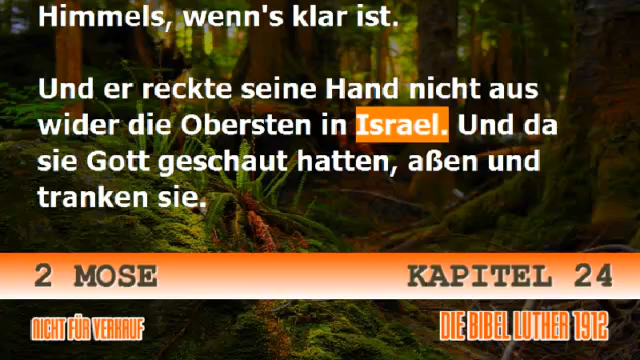 Himmels, wenn's klar ist.
Und er reckte seine Hand nicht aus
wider die Obersten in Israel. Und da
sie Gott geschaut hatten, aßen und
tranken sie.
2 MOSE KAPITEL 24
NICHT FÜR VERKAUF DIE BIBEL LUTHER 1912